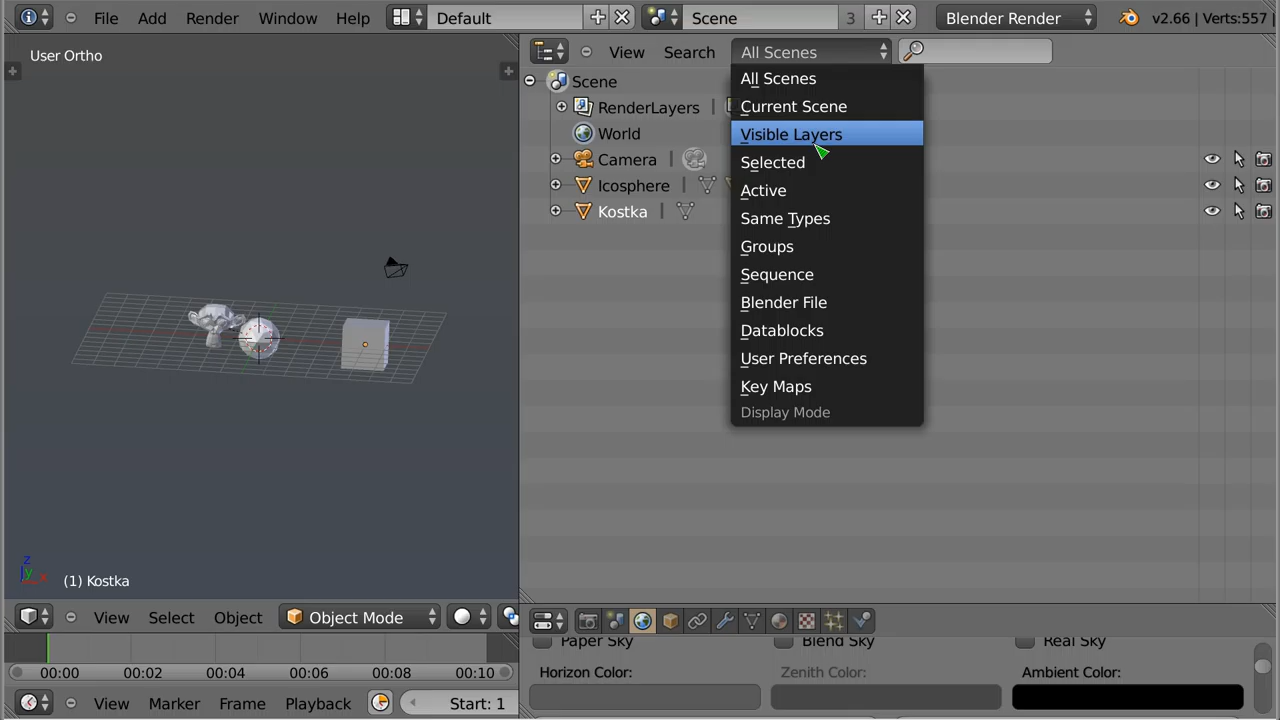 File Add Render Window Help Default Scene 3 Blender Render v2.66 | Verts:557 |
User Ortho
View Search All Scenes
Scene
RenderLayers
World
Camera
Icosphere
Kostka
All Scenes
Current Scene
Visible Layers
Selected
Active
Same Types
Groups
Sequence
Blender File
Datablocks
User Preferences
Key Maps
Display Mode
z
y
x
(1) Kostka
View Select Object Object Mode
00:00 00:02 00:04 00:06 00:08 00:10
View Marker Frame Playback Start: 1
Paper Sky Blend Sky Real Sky
Horizon Color: Zenith Color: Ambient Color: